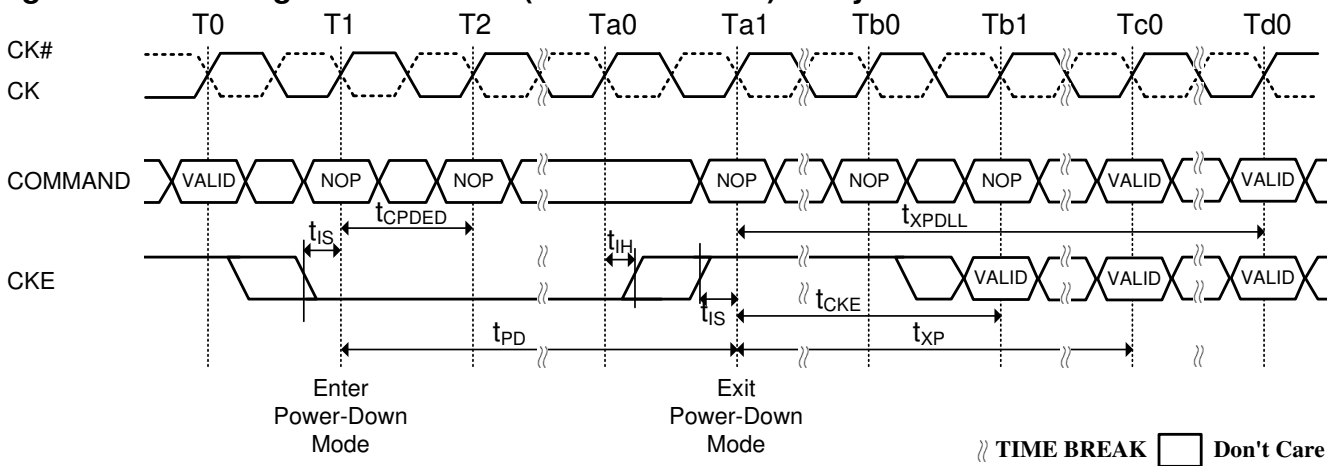 T0 T1 T2 Ta0 Ta1 Tb0 Tb1 Tc0 Td0
CK#
CK
COMMAND VALID NOP NOP NOP NOP NOP VALID VALID
tCPDED tXPDLL
tIS tIH
CKE VALID VALID VALID
tIS tCKE
tPD tXP
Enter
Power-Down
Mode
Exit
Power-Down
Mode
TIME BREAK Don't Care